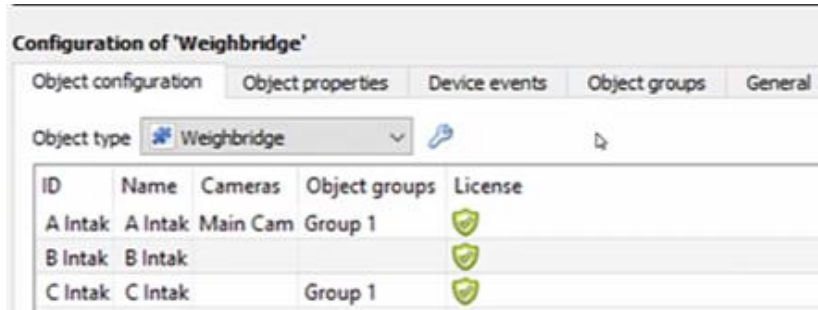 Configuration of 'Weighbridge'
Object configuration Object properties Device events Object groups General
Object type Weighbridge
ID Name Cameras Object groups License
A Intak A Intak Main Cam Group 1
B Intak B Intak
C Intak C Intak Group 1